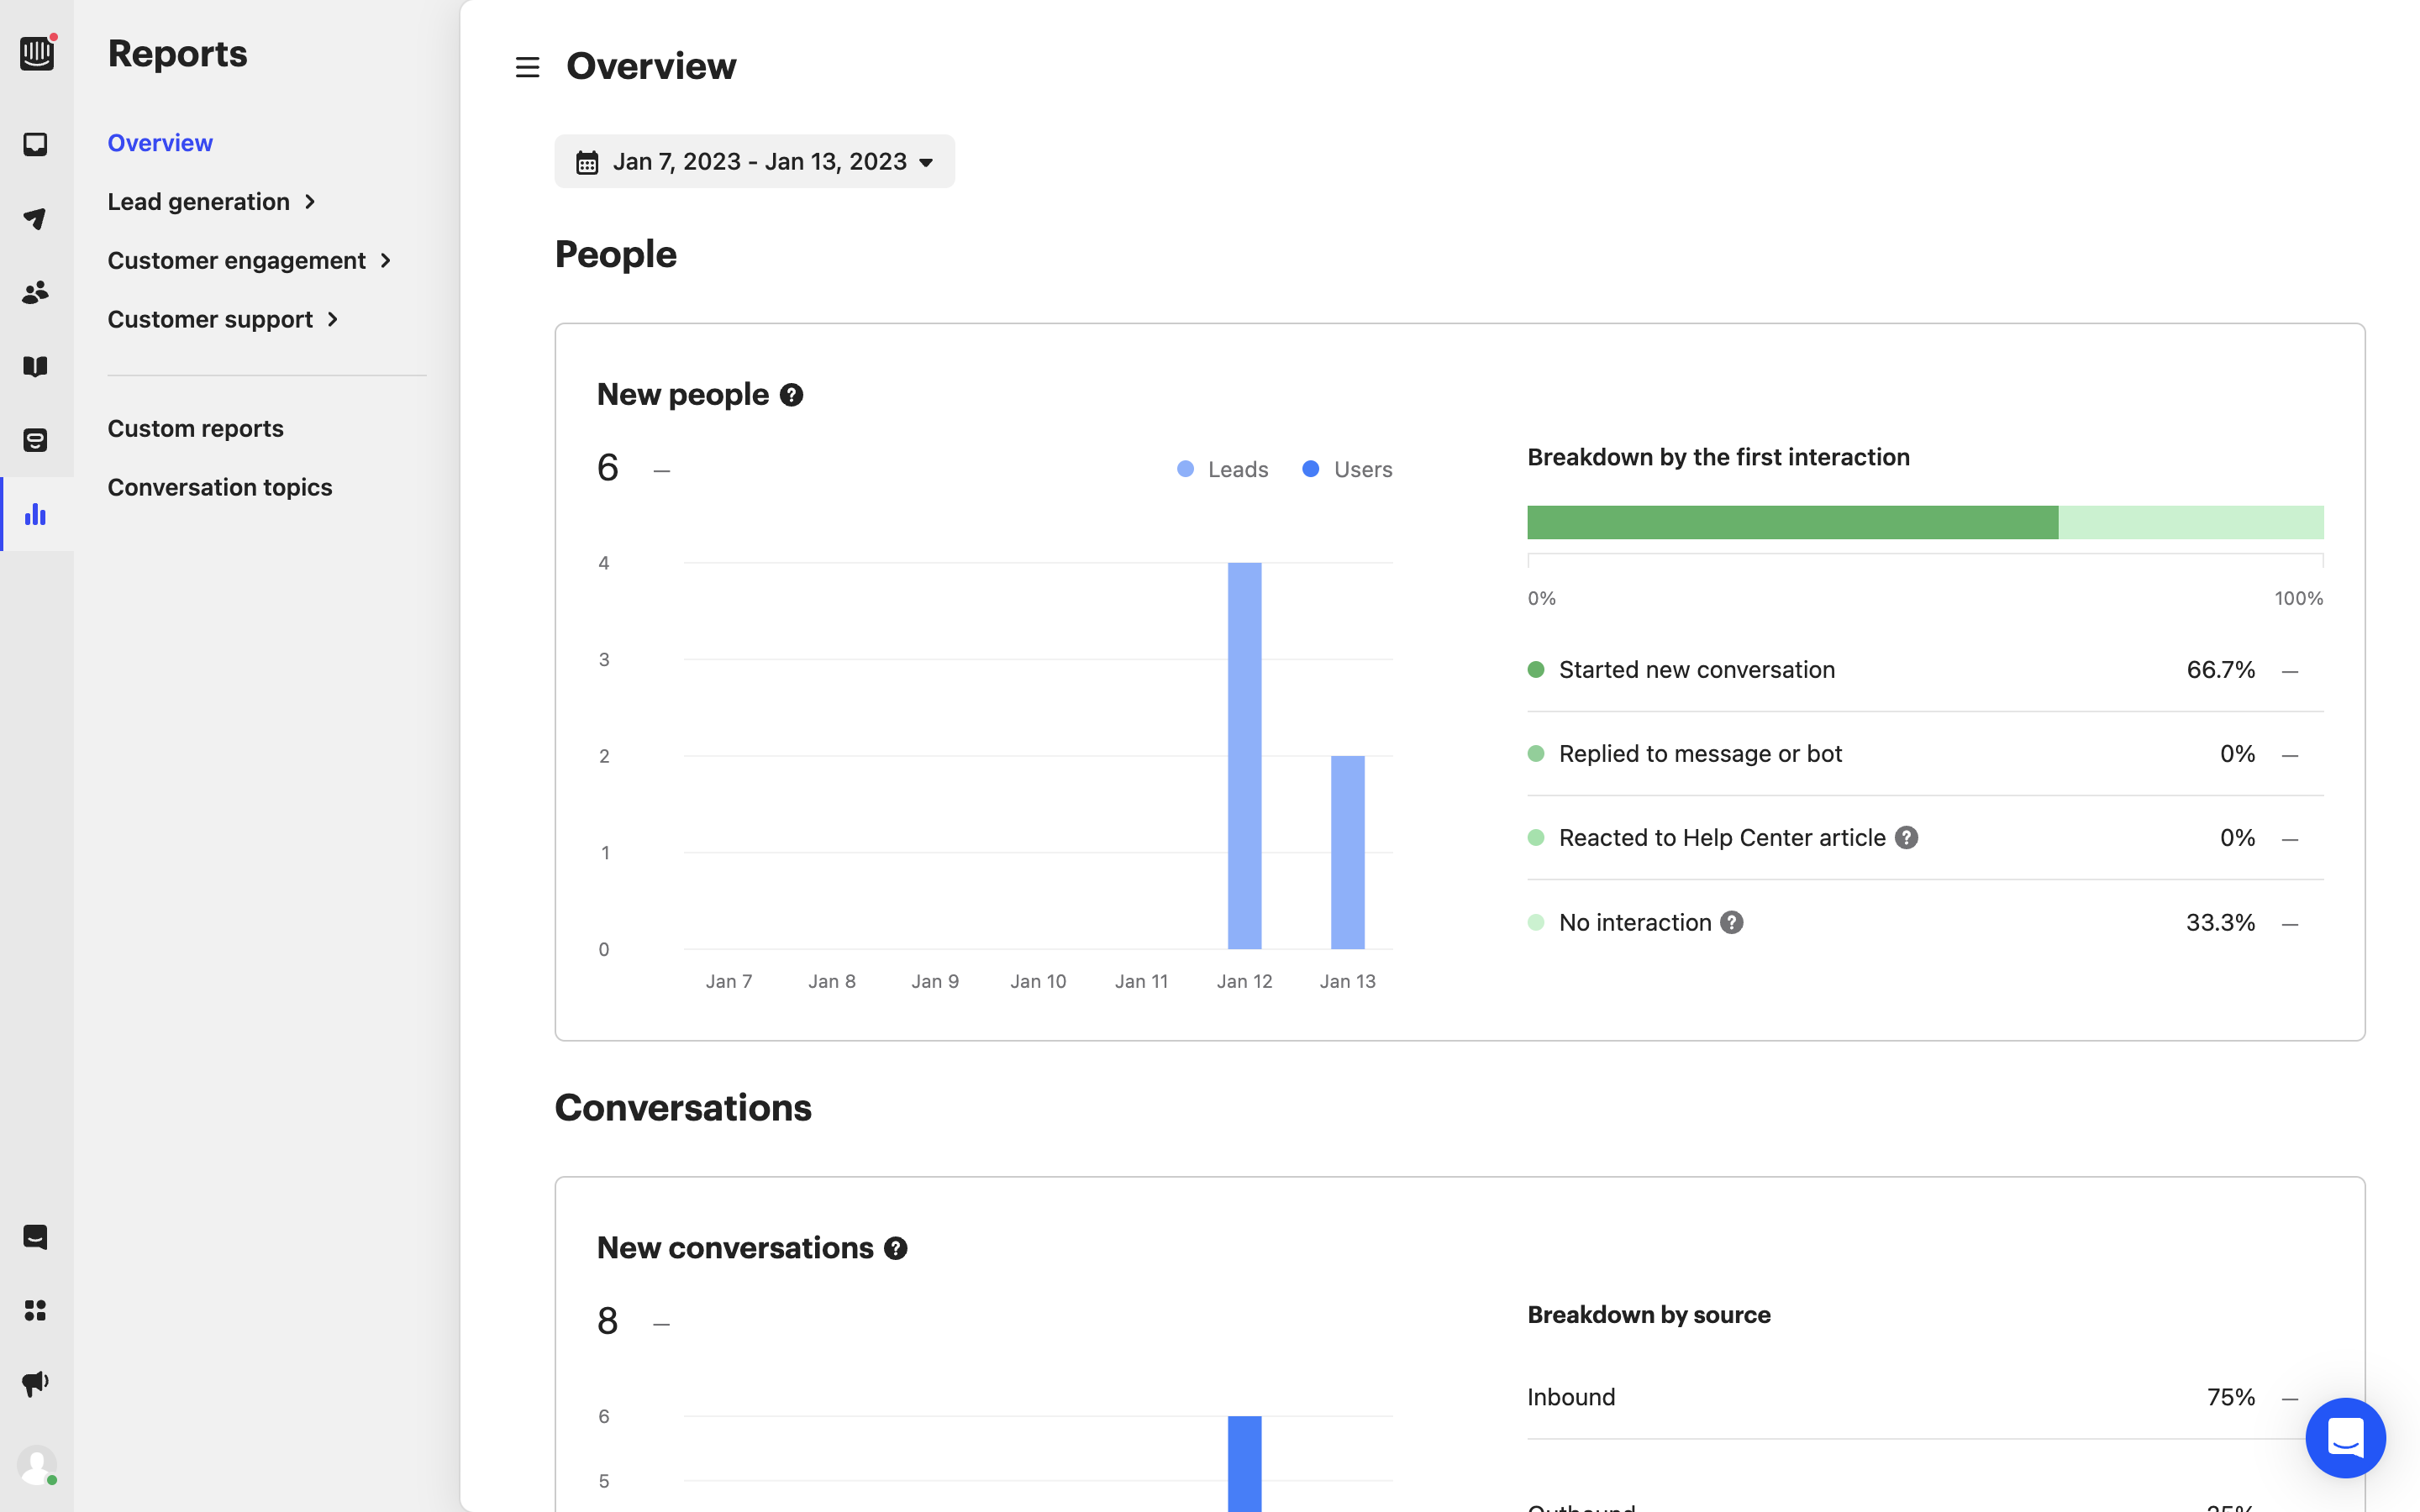 Reports
Overview
Lead generation
Customer engagement
Customer support
Custom reports
Conversation topics
Overview
Jan 7, 2023 - Jan 13, 2023
People
New people
6 –
Leads Users
4
3
2
1
0
Jan 7 Jan 8 Jan 9 Jan 10 Jan 11 Jan 12 Jan 13
Breakdown by the first interaction
0% 100%
Started new conversation 66.7% –
Replied to message or bot 0% –
Reacted to Help Center article 0% –
No interaction 33.3% –
Conversations
New conversations
8 –
6
5
Breakdown by source
Inbound 75% –
Outbound 25%